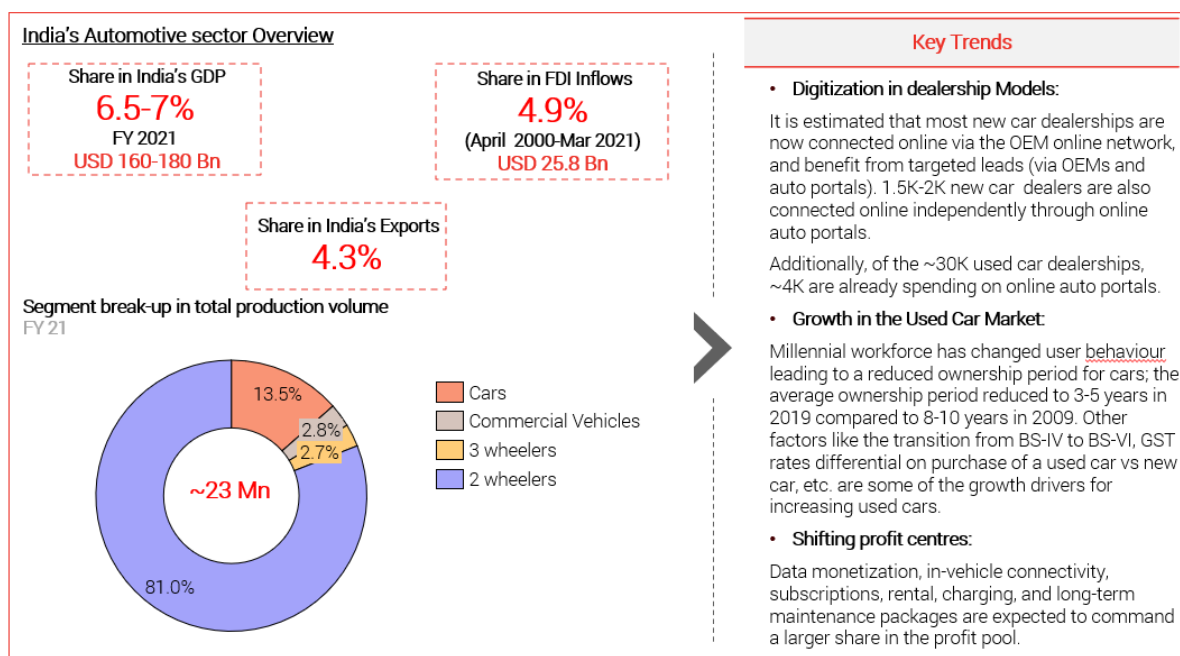 India's Automotive sector Overview
Share in India's GDP
6.5-7%
FY 2021
USD 160-180 Bn
Share in FDI Inflows
4.9%
(April 2000-Mar 2021)
USD 25.8 Bn
Share in India's Exports
4.3%
Segment break-up in total production volume
FY 21
13.5%
2.8%
2.7%
~23 Mn
81.0%
Cars
Commercial Vehicles
3 wheelers
2 wheelers
Key Trends
• Digitization in dealership Models:
It is estimated that most new car dealerships are
now connected online via the OEM online network,
and benefit from targeted leads (via OEMs and
auto portals). 1.5K-2K new car dealers are also
connected online independently through online
auto portals.
Additionally, of the ~30K used car dealerships,
~4K are already spending on online auto portals.
• Growth in the Used Car Market:
Millennial workforce has changed user behaviour
leading to a reduced ownership period for cars; the
average ownership period reduced to 3-5 years in
2019 compared to 8-10 years in 2009. Other
factors like the transition from BS-IV to BS-VI, GST
rates differential on purchase of a used car vs new
car, etc. are some of the growth drivers for
increasing used cars.
• Shifting profit centres:
Data monetization, in-vehicle connectivity,
subscriptions, rental, charging, and long-term
maintenance packages are expected to command
a larger share in the profit pool.